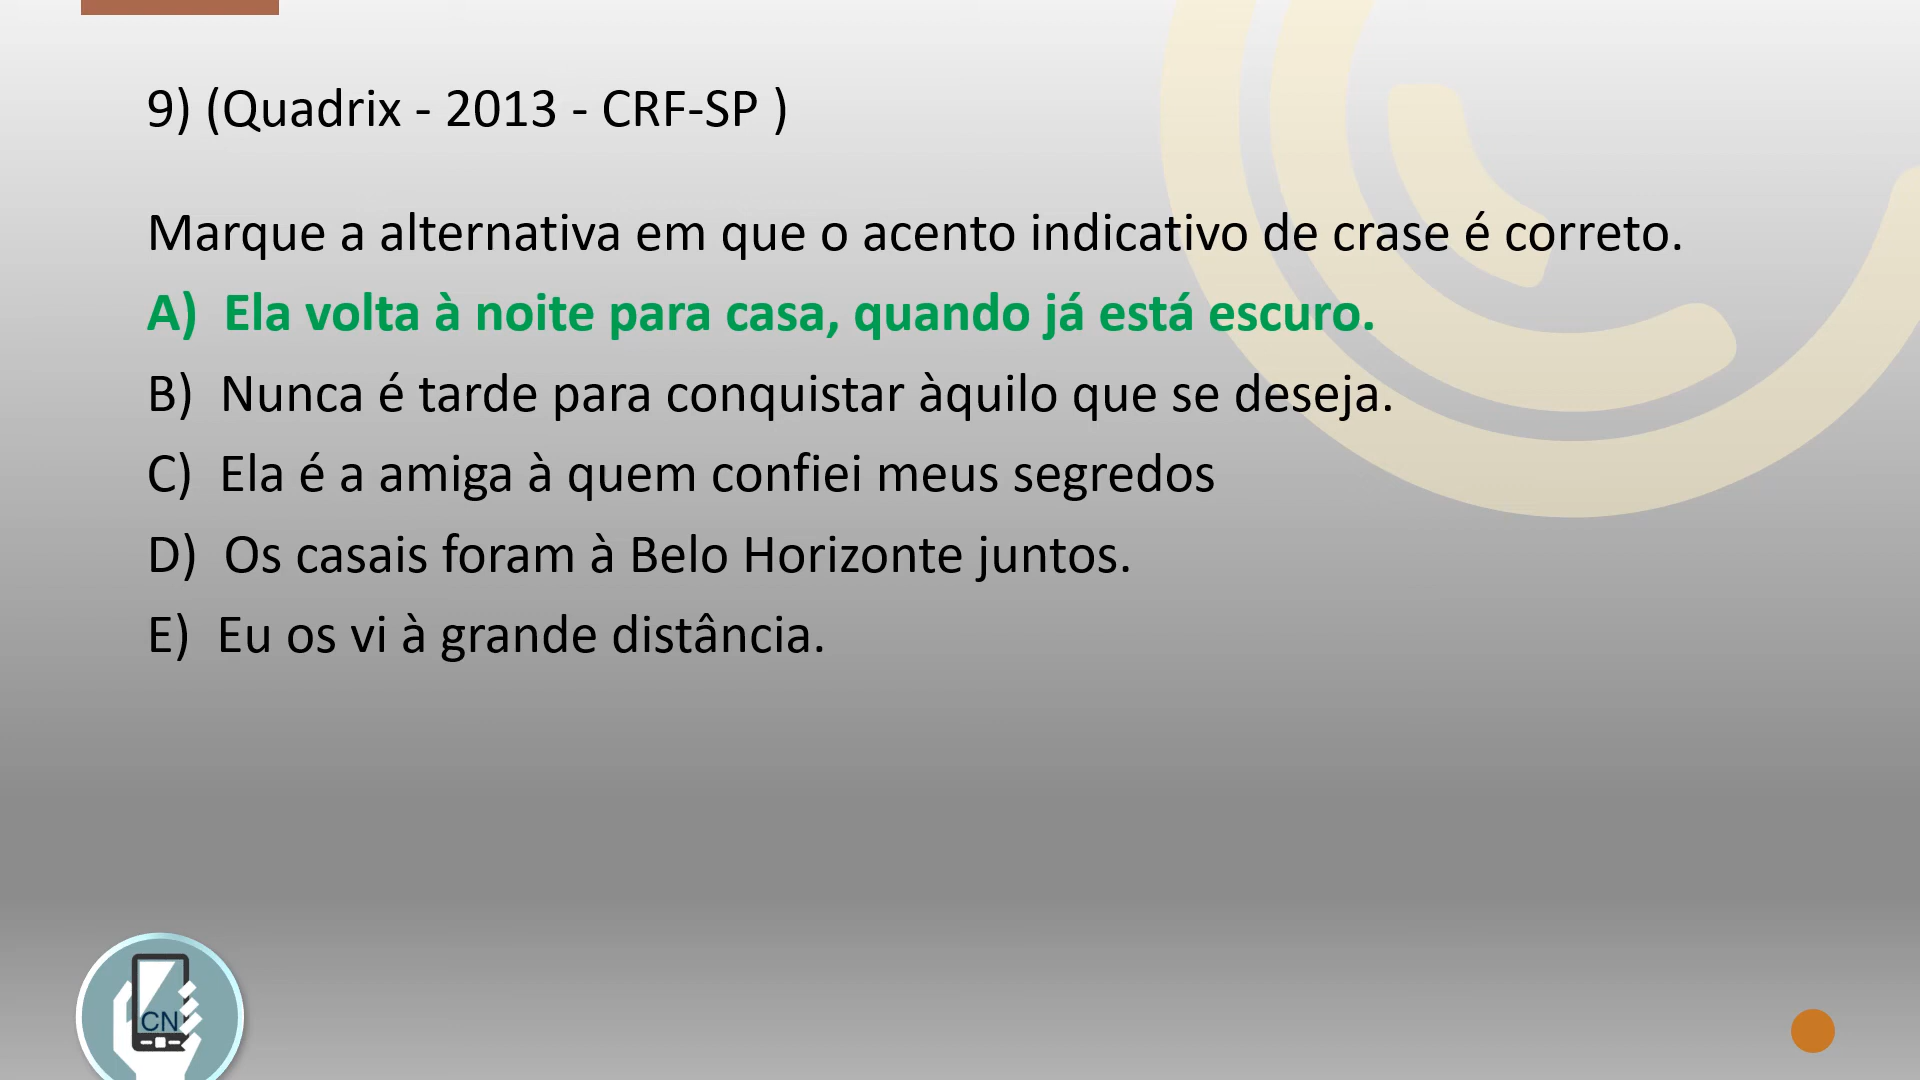 9) (Quadrix - 2013 - CRF-SP )
Marque a alternativa em que o acento indicativo de crase é correto.
A) Ela volta à noite para casa, quando já está escuro.
B) Nunca é tarde para conquistar àquilo que se deseja.
C) Ela é a amiga à quem confiei meus segredos
D) Os casais foram à Belo Horizonte juntos.
E) Eu os vi à grande distância.
CN